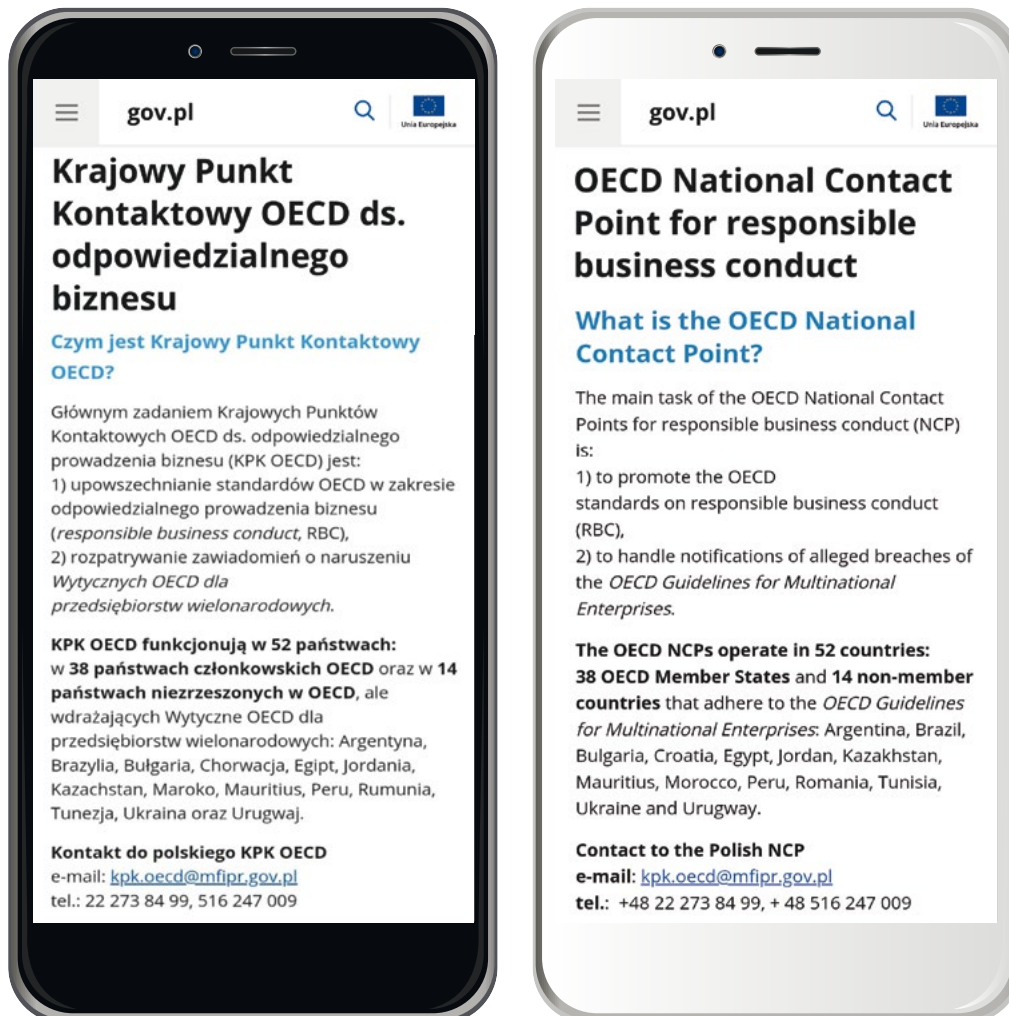 gov.pl
Unia Europejska
Krajowy Punkt
Kontaktowy OECD ds.
odpowiedzialnego
biznesu
Czym jest Krajowy Punkt Kontaktowy
OECD?
Głównym zadaniem Krajowych Punktów
Kontaktowych OECD ds. odpowiedzialnego
prowadzenia biznesu (KPK OECD) jest:
1) upowszechnianie standardów OECD w zakresie
odpowiedzialnego prowadzenia biznesu
(responsible business conduct, RBC),
2) rozpatrywanie zawiadomień o naruszeniu
Wytycznych OECD dla
przedsiębiorstw wielonarodowych.
KPK OECD funkcjonują w 52 państwach:
w 38 państwach członkowskich OECD oraz w 14
państwach niezrzeszonych w OECD, ale
wdrażających Wytyczne OECD dla
przedsiębiorstw wielonarodowych: Argentyna,
Brazylia, Bułgaria, Chorwacja, Egipt, Jordania,
Kazachstan, Maroko, Mauritius, Peru, Rumunia,
Tunezja, Ukraina oraz Urugwaj.
Kontakt do polskiego KPK OECD
e-mail: kpk.oecd@mfipr.gov.pl
tel.: 22 273 84 99, 516 247 009
gov.pl
Unia Europejska
OECD National Contact
Point for responsible
business conduct
What is the OECD National
Contact Point?
The main task of the OECD National Contact
Points for responsible business conduct (NCP)
is:
1) to promote the OECD
standards on responsible business conduct
(RBC),
2) to handle notifications of alleged breaches of
the OECD Guidelines for Multinational
Enterprises.
The OECD NCPs operate in 52 countries:
38 OECD Member States and 14 non-member
countries that adhere to the OECD Guidelines
for Multinational Enterprises: Argentina, Brazil,
Bulgaria, Croatia, Egypt, Jordan, Kazakhstan,
Mauritius, Morocco, Peru, Romania, Tunisia,
Ukraine and Urugway.
Contact to the Polish NCP
e-mail: kpk.oecd@mfipr.gov.pl
tel.: +48 22 273 84 99, + 48 516 247 009